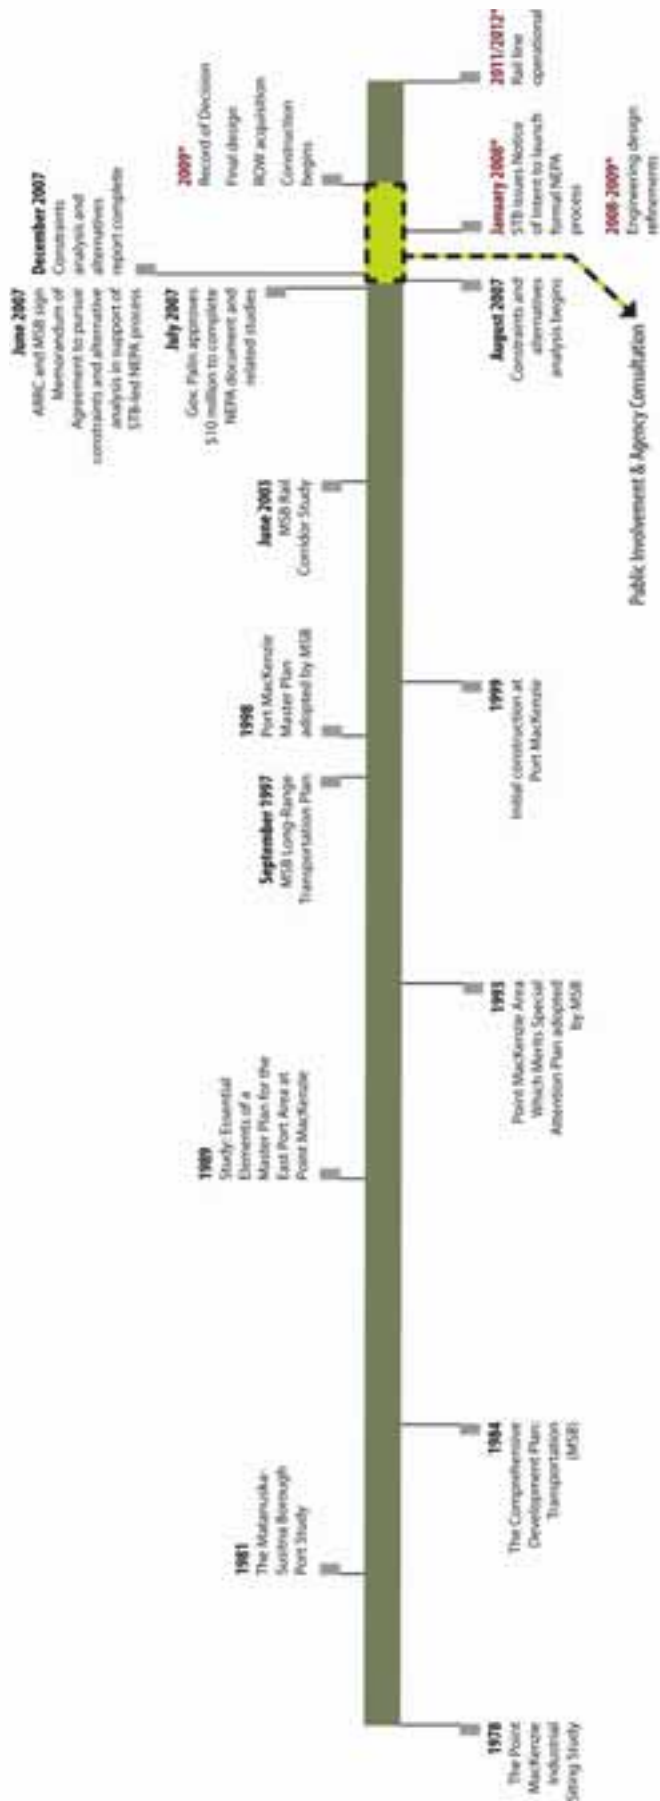 1978
The Point
MacKenzie
Industrial
Siting Study
1981
The Matanuska-
Susitna Borough
Port Study
1984
The Comprehensive
Development Plan:
Transportation
(MSB)
1989
Study: Essential
Elements of a
Master Plan for the
East Port Area at
Point MacKenzie
1993
Point MacKenzie Area
Which Merits Special
Attention Plan adopted
by MSB
September 1997
MSB Long-Range
Transportation Plan
1998
Port MacKenzie
Master Plan
adopted by MSB
1999
Initial construction at
Port MacKenzie
June 2003
MSB Rail
Corridor Study
June 2007
ARRC and MSB sign
Memorandum of
Agreement to pursue
constraints and alternative
analysis in support of
STB-led NEPA process
July 2007
Gov. Palin approves
$10 million to complete
NEPA document and
related studies
August 2007
Constraints and
alternatives
analysis begins
December 2007
Constraints
analysis and
alternatives
report complete
January 2008*
STB Issues Notice
of Intent to launch
formal NEPA
process
2008-2009*
Engineering design
refinements
2009*
Record of Decision
Final design
ROW acquisition
Construction
begins
2011/2012*
Rail line
operational
Public Involvement & Agency Consultation